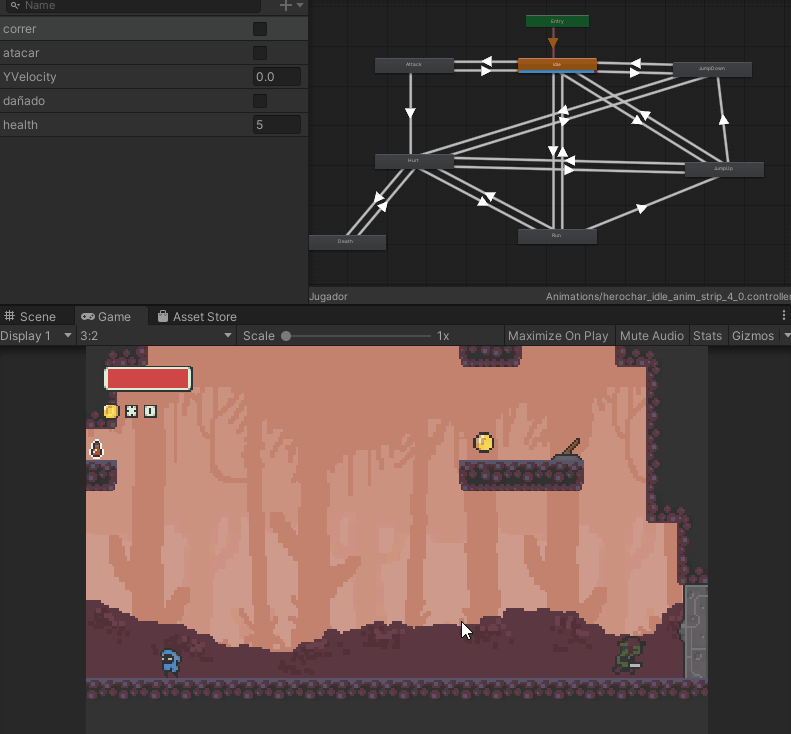 Name
correr
atacar
YVelocity 0.0
dañado
health 5
Entry
Attack
Idle
JumpDown
Hurt
JumpUp
Death
Run
Jugador Animations/herochar_idle_anim_strip_4_0.controller
Scene Game Asset Store
Display 1 3:2 Scale 1x Maximize On Play Mute Audio Stats Gizmos